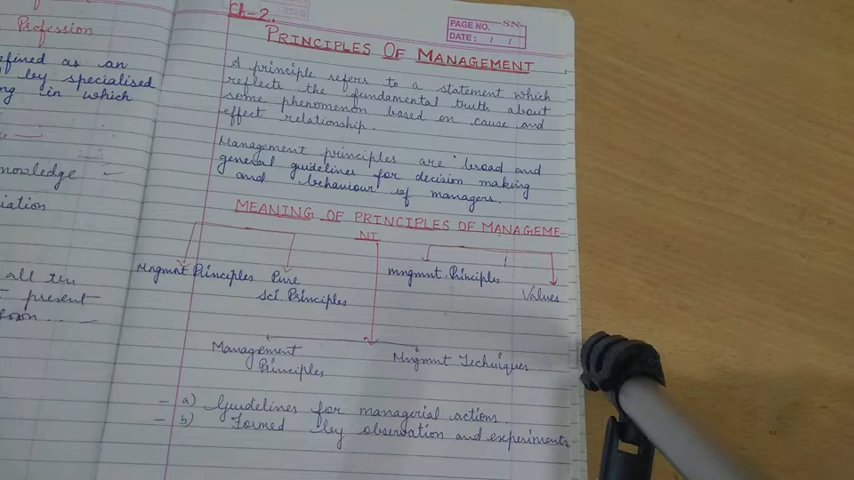 Profession
efined as an
by specialised
ng in which
nowledge
iation
all ten
present
Ch-2.
PAGE NO. SN
DATE: / /
PRINCIPLES OF MANAGEMENT
A principle refers to a statement which
reflects the fundamental truth about
some phenomenon based on cause and
effect relationship.
Management principles are broad and
general guidelines for decision making
and behaviour of managers.
MEANING OF PRINCIPLES OF MANAGEME-
NT
Mngmnt Principles
Pure
Sci. Principles
mngmnt. Principles
Values
Management
Principles
Mngmnt Techniques
- a) Guidelines for managerial actions.
- b) Formed by observation and experiments